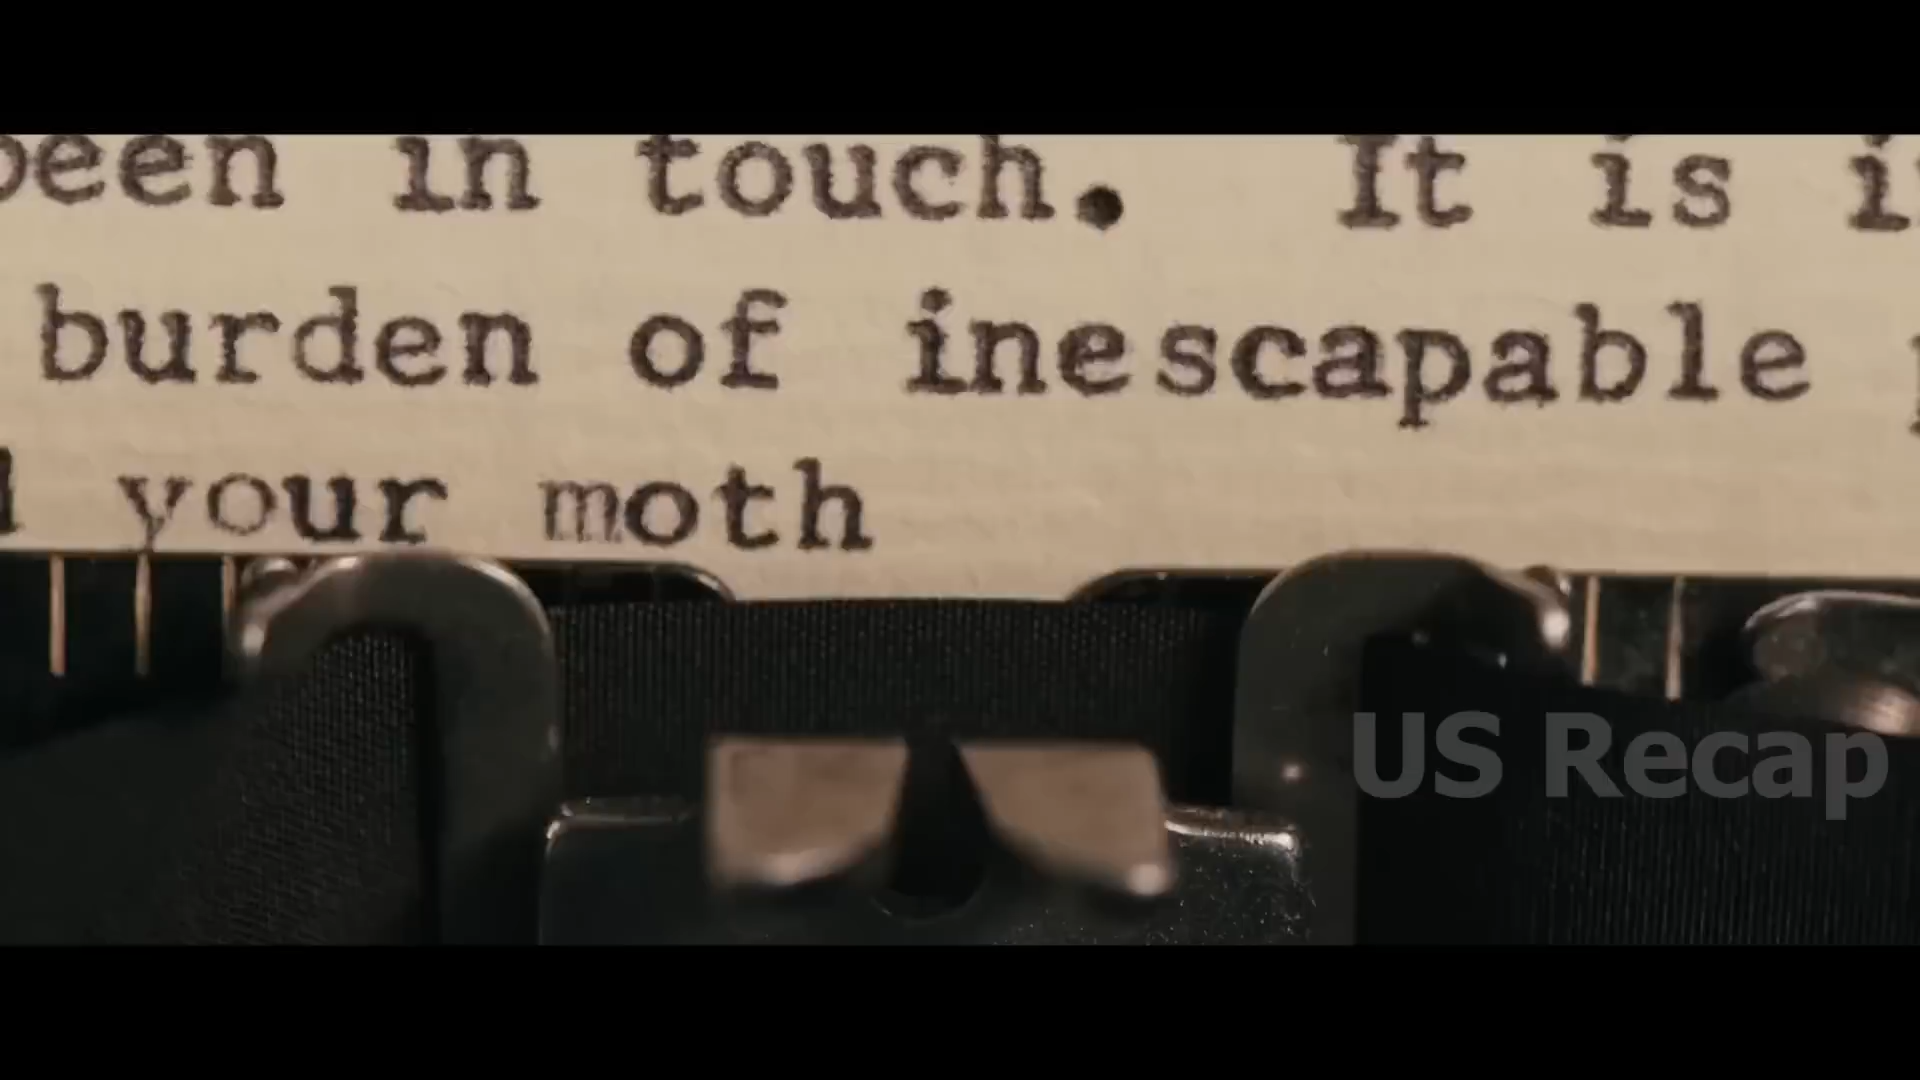 been in touch. It is
burden of inescapable
your moth
US Recap